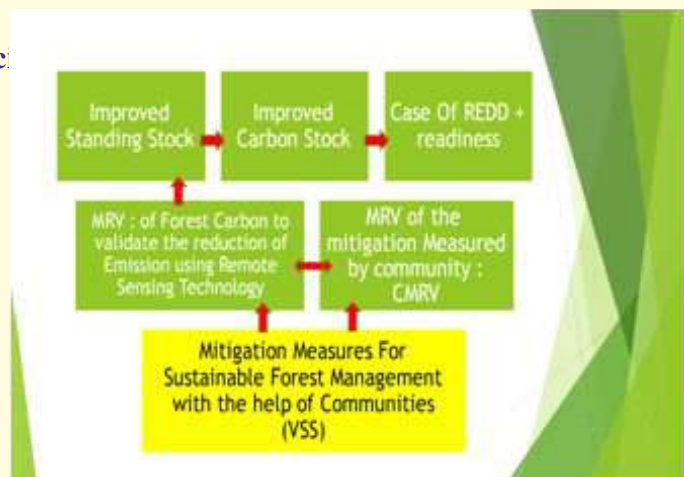 Improved
Standing Stock
Improved
Carbon Stock
Case Of REDD +
readiness
MRV : of Forest Carbon to
validate the reduction of
Emission using Remote
Sensing Technology
MRV of the
mitigation Measured
by community :
CMRV
Mitigation Measures For
Sustainable Forest Management
with the help of Communities
(VSS)